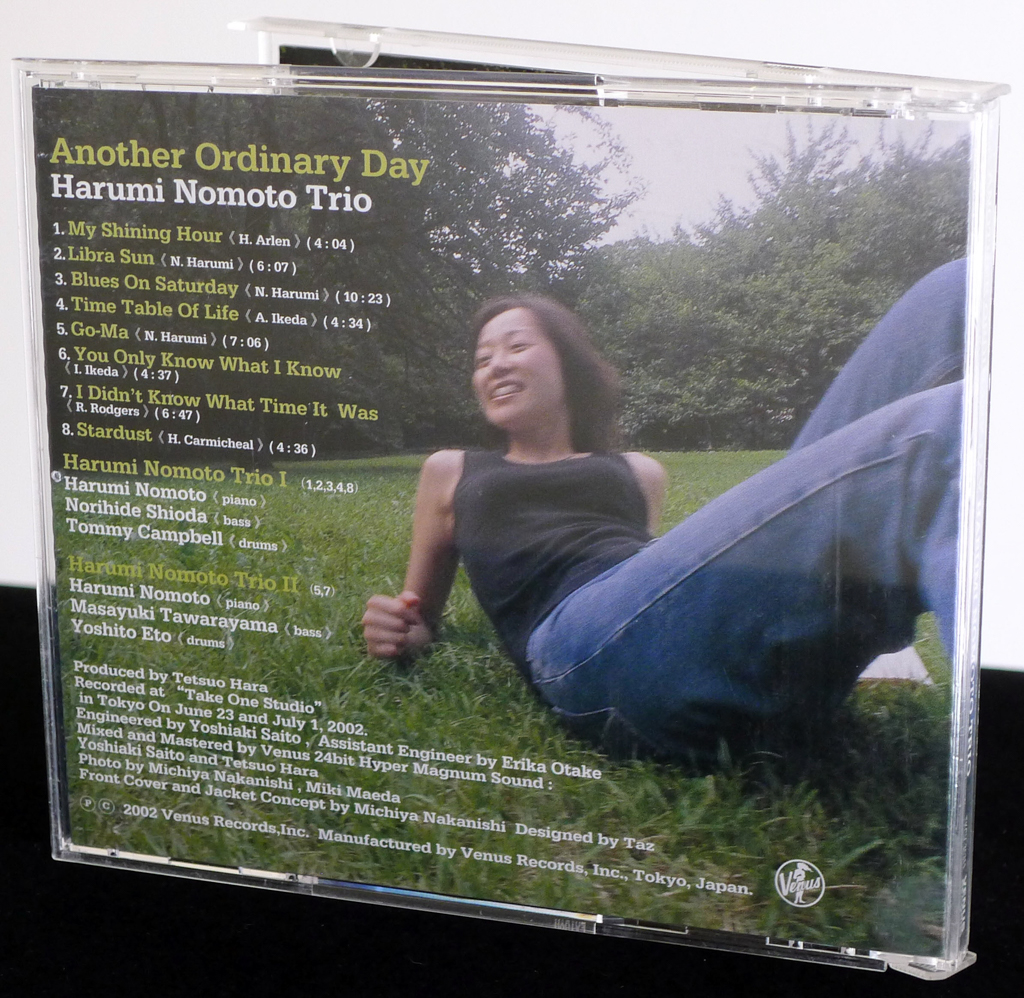 Another Ordinary Day
Harumi Nomoto Trio
1. My Shining Hour 《 H. Arlen 》 ( 4 : 04 )
2. Libra Sun 《 N. Harumi 》 ( 6 : 07 )
3. Blues On Saturday 《 N. Harumi 》 ( 10 : 23 )
4. Time Table Of Life 《 A. Ikeda 》 ( 4 : 34 )
5. Go-Ma 《 N. Harumi 》 ( 7 : 06 )
6. You Only Know What I Know
《 I. Ikeda 》 ( 4 : 37 )
7. I Didn't Know What Time It Was
《 R. Rodgers 》 ( 6 : 47 )
8. Stardust 《 H. Carmicheal 》 ( 4 : 36 )
Harumi Nomoto Trio I (1,2,3,4,8)
Harumi Nomoto 《 piano 》
Norihide Shioda 《 bass 》
Tommy Campbell 《 drums 》
Harumi Nomoto Trio II (5,7)
Harumi Nomoto 《 piano 》
Masayuki Tawarayama 《 bass 》
Yoshito Eto 《 drums 》
Produced by Tetsuo Hara
Recorded at "Take One Studio"
in Tokyo On June 23 and July 1, 2002.
Engineered by Yoshiaki Saito , Assistant Engineer by Erika Otake
Mixed and Mastered by Venus 24bit Hyper Magnum Sound :
Yoshiaki Saito and Tetsuo Hara
Photo by Michiya Nakanishi , Miki Maeda
Front Cover and Jacket Concept by Michiya Nakanishi Designed by Taz
Ⓟ © 2002 Venus Records,Inc. Manufactured by Venus Records, Inc., Tokyo, Japan.
Venus